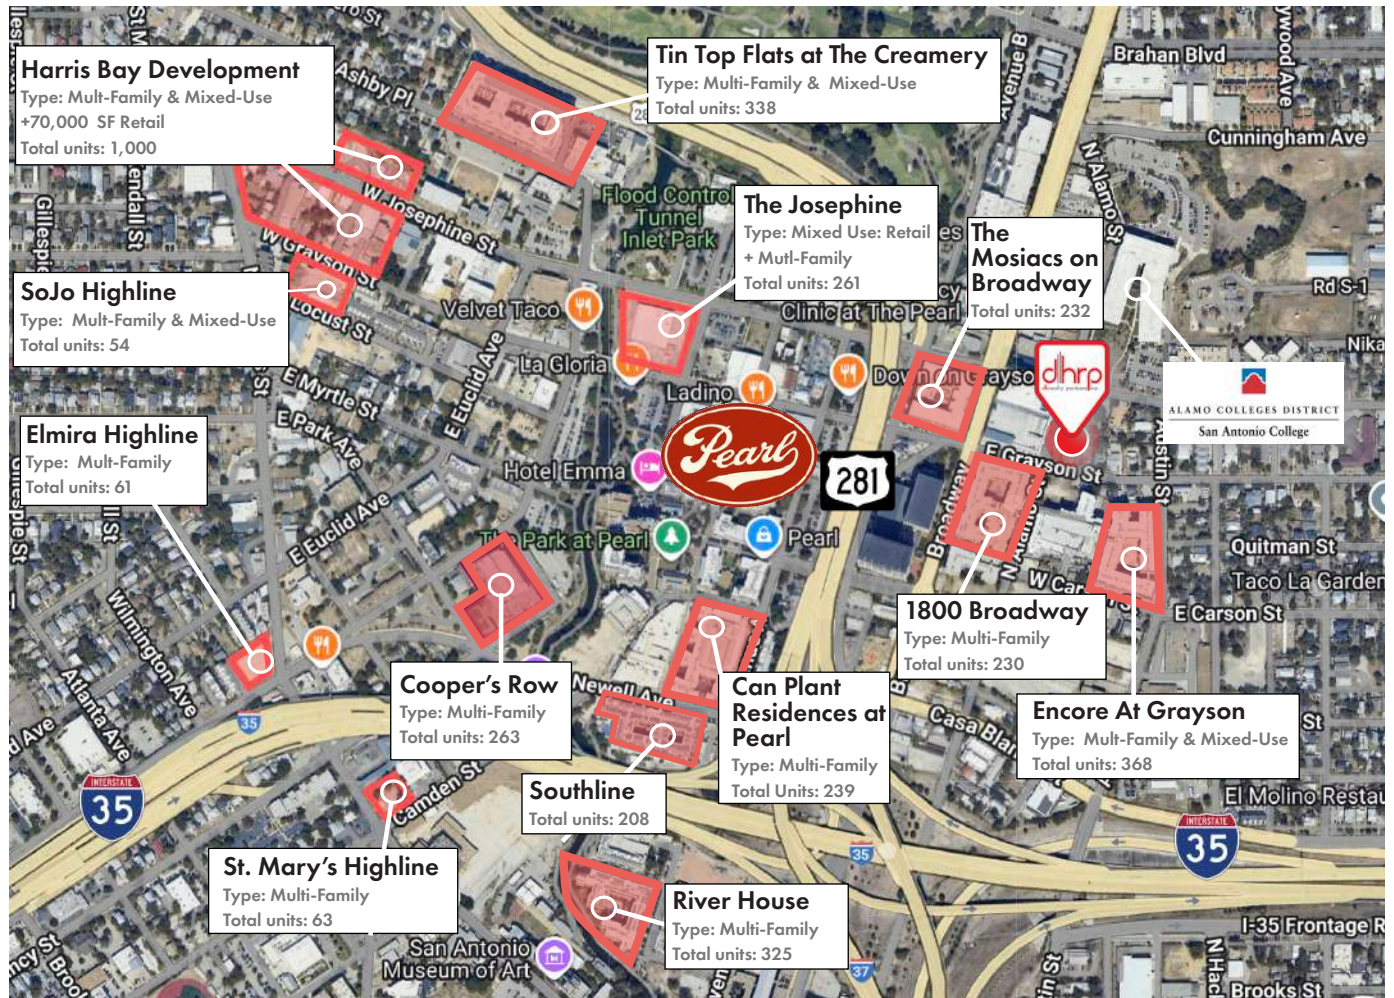 Harris Bay Development
Type: Mult-Family & Mixed-Use
+70,000 SF Retail
Total units: 1,000
Tin Top Flats at The Creamery
Type: Multi-Family & Mixed-Use
Total units: 338
The Josephine
Type: Mixed Use: Retail
+ Mutl-Family
Total units: 261
The
Mosiacs on
Broadway
Total units: 232
SoJo Highline
Type: Mult-Family & Mixed-Use
Total units: 54
Elmira Highline
Type: Mult-Family
Total units: 61
Cooper's Row
Type: Multi-Family
Total units: 263
Southline
Total units: 208
Can Plant
Residences at
Pearl
Type: Multi-Family
Total Units: 239
1800 Broadway
Type: Multi-Family
Total units: 230
Encore At Grayson
Type: Mult-Family & Mixed-Use
Total units: 368
St. Mary's Highline
Type: Multi-Family
Total units: 63
River House
Type: Multi-Family
Total units: 325
dhrp
ALAMO COLLEGES DISTRICT
San Antonio College
Pearl
281
INTERSTATE
35
INTERSTATE
35
35
35
37
Ashby Pl
W Josephine St
W Grayson St
Locust St
E Myrtle St
E Park Ave
E Euclid Ave
E Euclid Ave
Wilmington Ave
Atlanta Ave
Camden St
Newell Ave
Flood Control
Tunnel
Inlet Park
Velvet Taco
La Gloria
Ladino
Hotel Emma
The Park at Pearl
Pearl
Clinic at The Pearl
Down on Grayso
Avenue B
N Alamo St
Brahan Blvd
Cunningham Ave
Rd S-1
Nika
E Grayson St
Broadway
N Alamo
Austin St
Quitman St
Taco La Garden
W Car
E Carson St
Casa Blan
St
El Molino Restau
I-35 Frontage R
Brooks St
San Antonio
Museum of Art